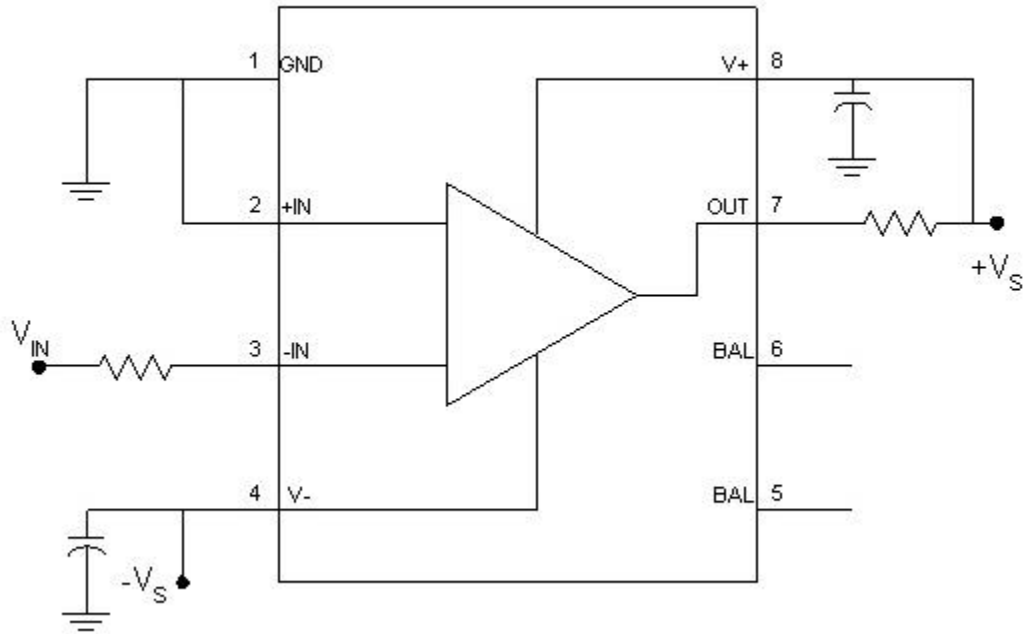 1 GND
V+ 8
2 +IN
OUT 7
+VS
VIN
3 -IN
BAL 6
4 V-
BAL 5
-VS